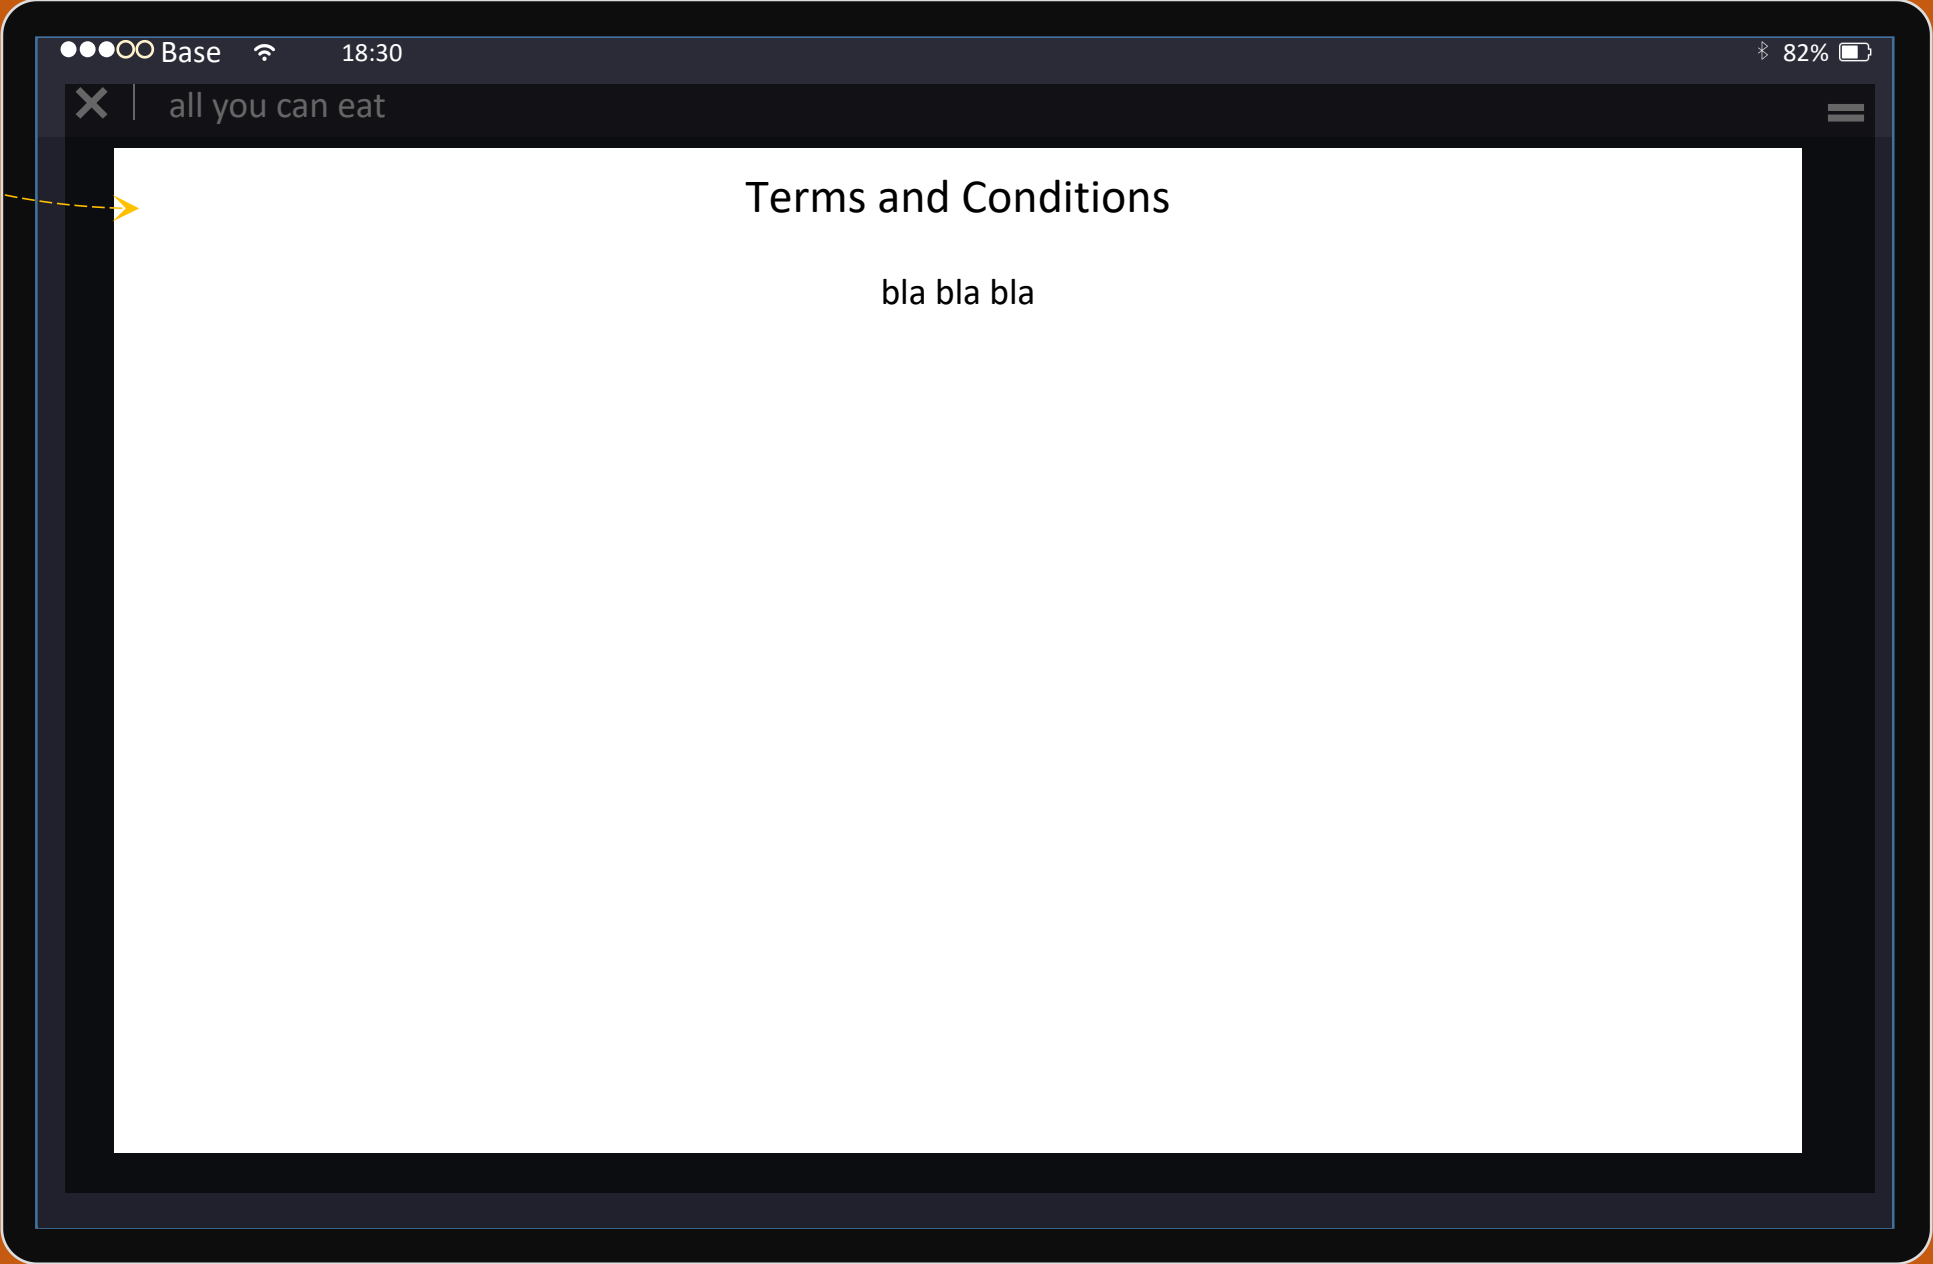 Base 18:30 82%
all you can eat
Terms and Conditions
bla bla bla